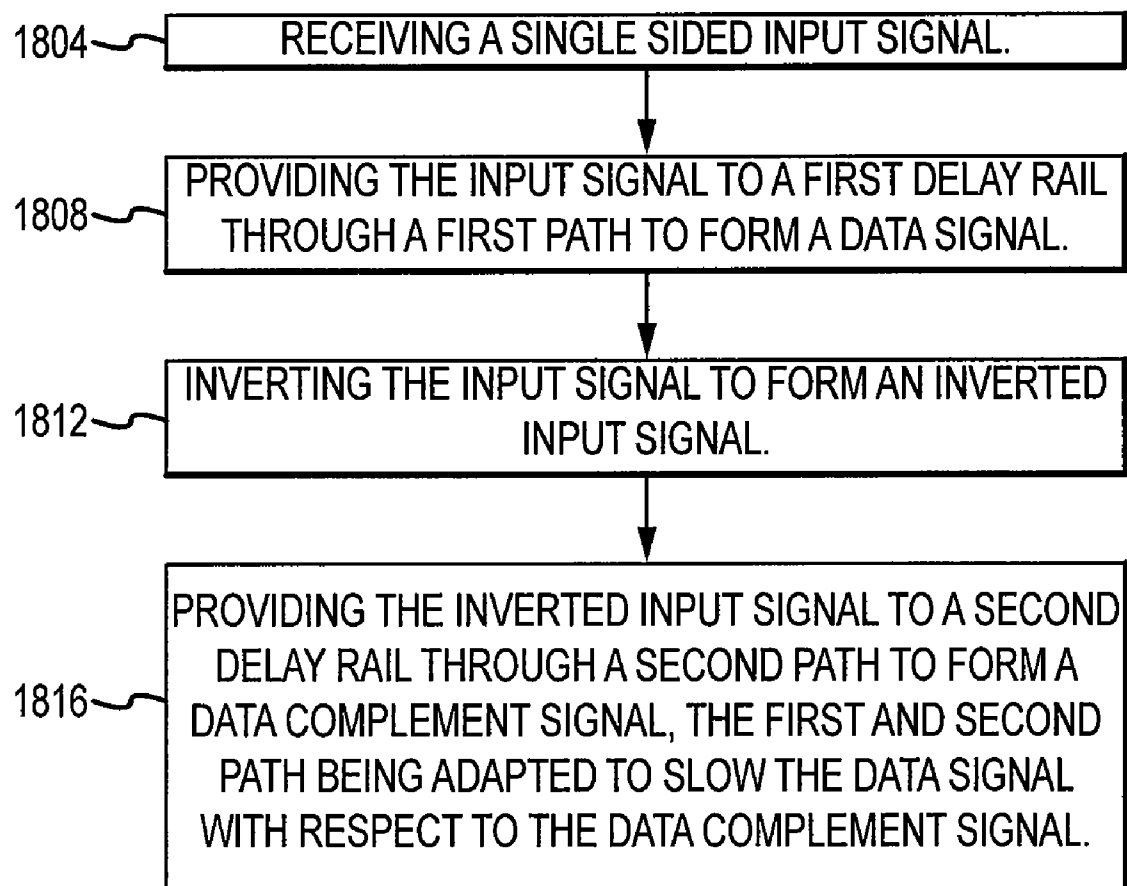 1804 RECEIVING A SINGLE SIDED INPUT SIGNAL.
PROVIDING THE INPUT SIGNAL TO A FIRST DELAY RAIL
1808 THROUGH A FIRST PATH TO FORM A DATA SIGNAL.
INVERTING THE INPUT SIGNAL TO FORM AN INVERTED
1812 INPUT SIGNAL.
PROVIDING THE INVERTED INPUT SIGNAL TO A SECOND
DELAY RAIL THROUGH A SECOND PATH TO FORM A
1816 DATA COMPLEMENT SIGNAL, THE FIRST AND SECOND
PATH BEING ADAPTED TO SLOW THE DATA SIGNAL
WITH RESPECT TO THE DATA COMPLEMENT SIGNAL.